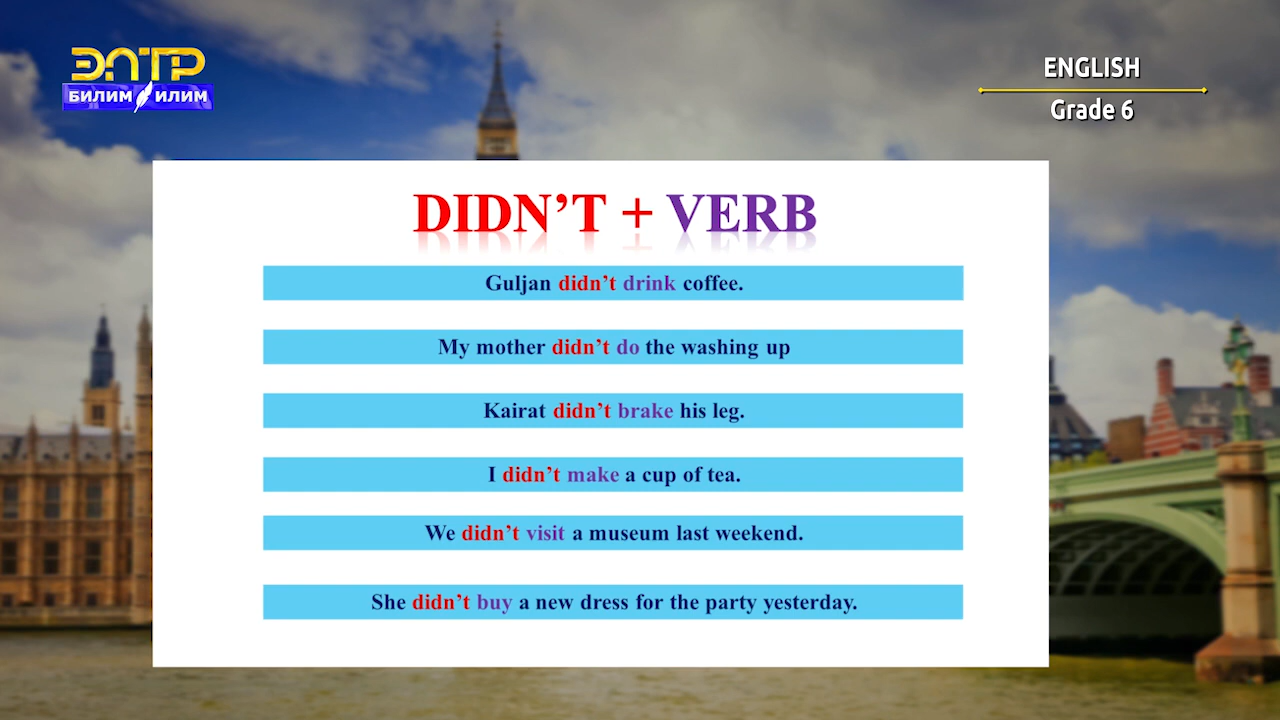 ЭЛТР
БИЛИМ ИЛИМ
ENGLISH
Grade 6
DIDN’T + VERB
Guljan didn’t drink coffee.
My mother didn’t do the washing up
Kairat didn’t brake his leg.
I didn’t make a cup of tea.
We didn’t visit a museum last weekend.
She didn’t buy a new dress for the party yesterday.